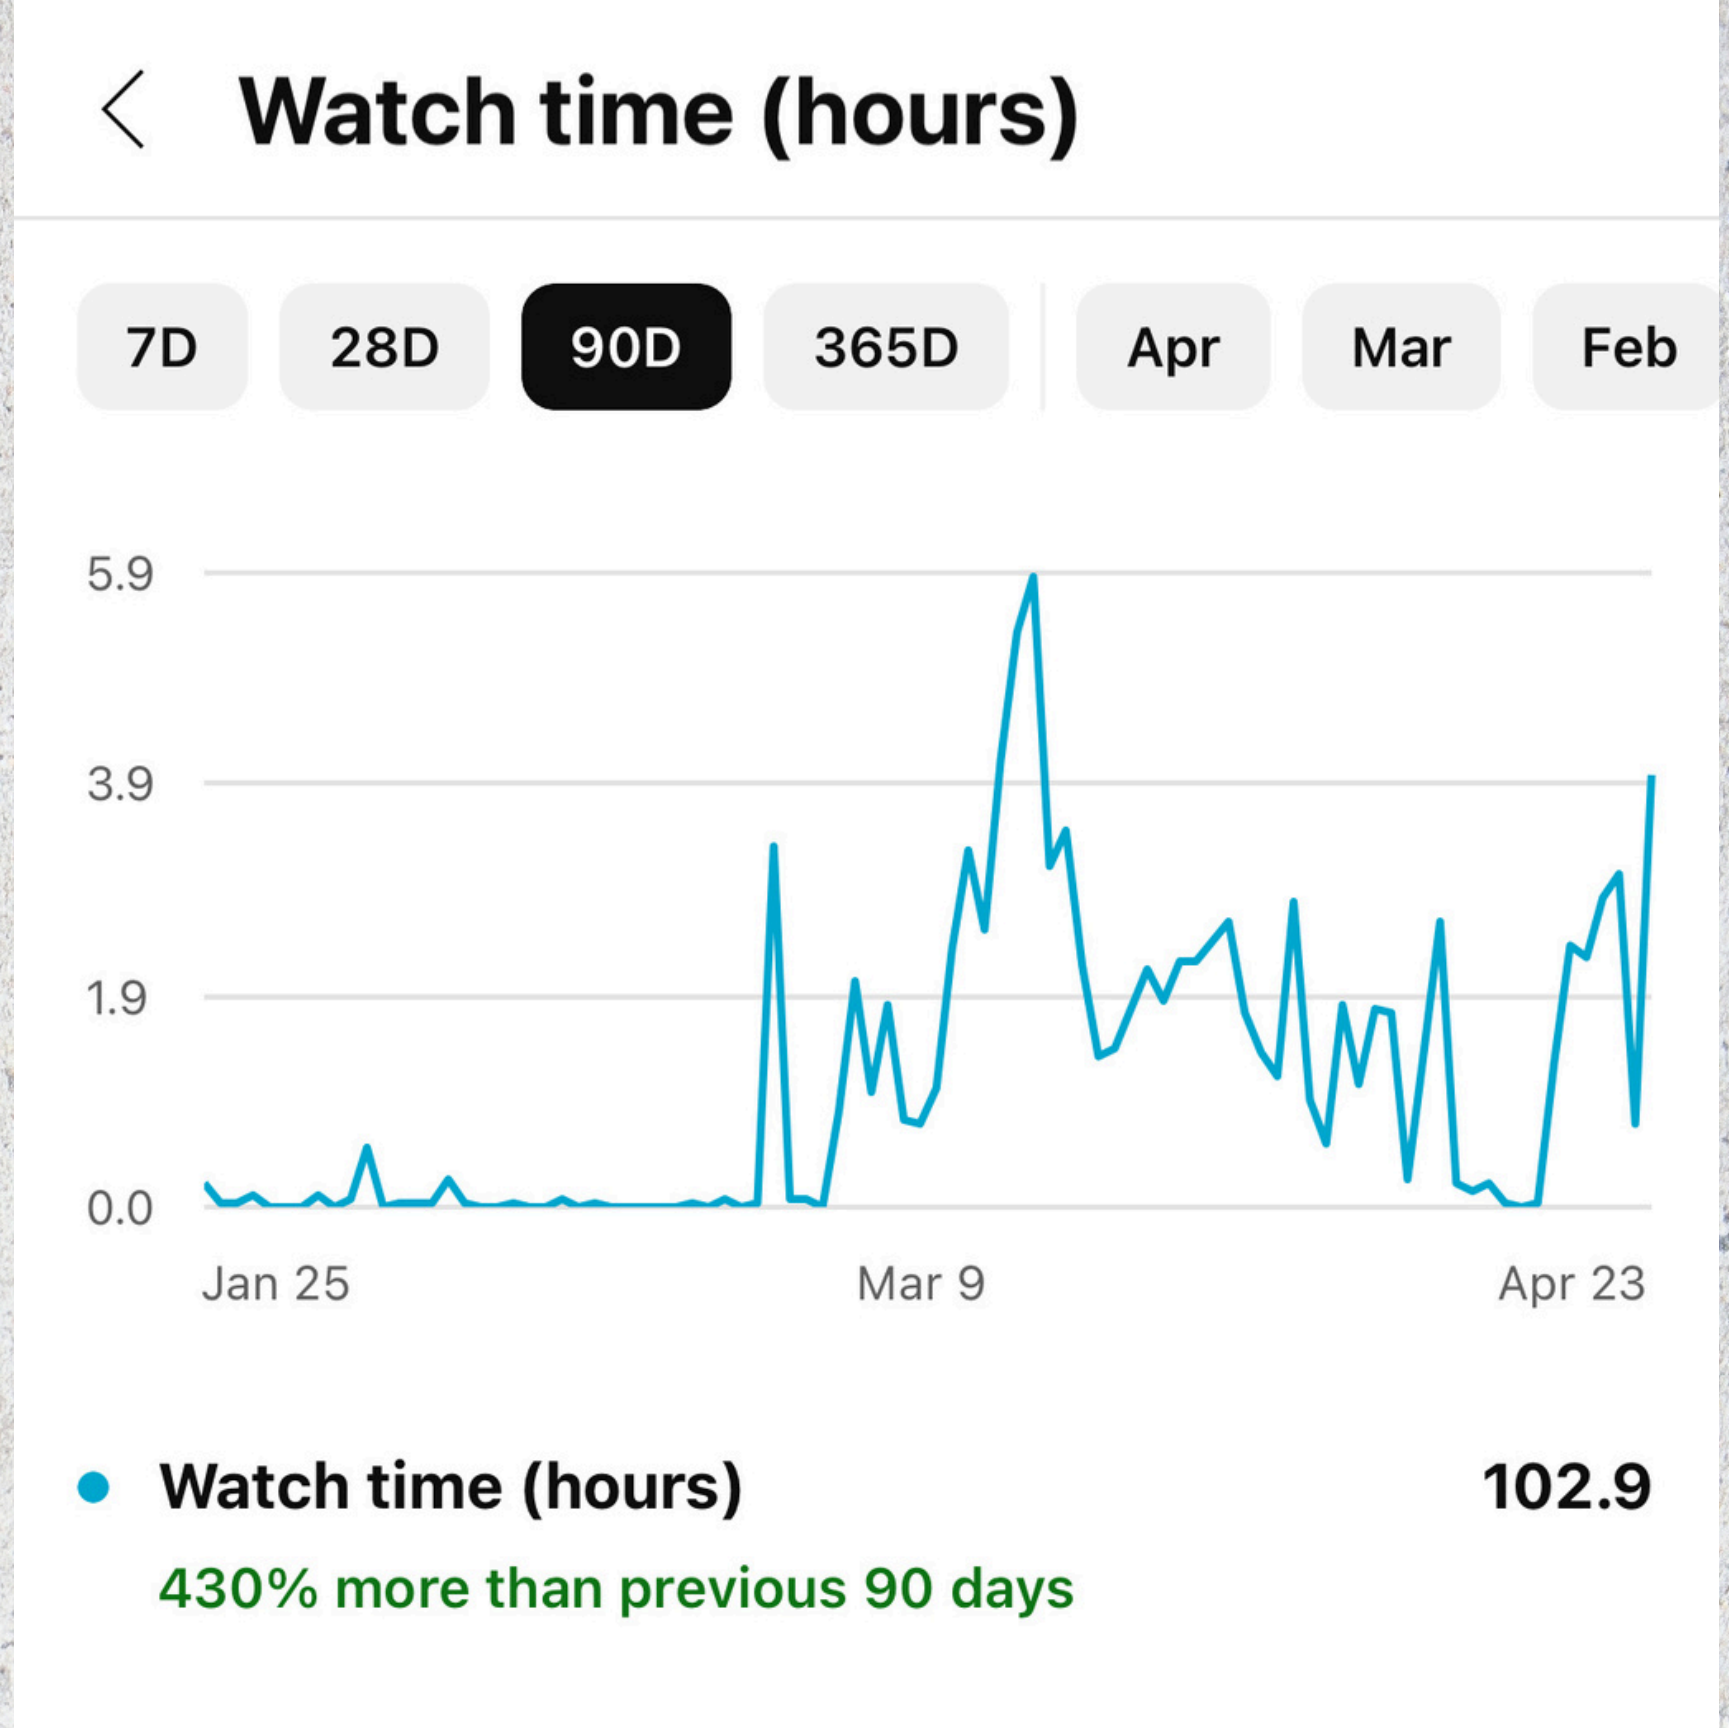 Watch time (hours)
7D 28D 90D 365D Apr Mar Feb
5.9
3.9
1.9
0.0
Jan 25 Mar 9 Apr 23
Watch time (hours) 102.9
430% more than previous 90 days